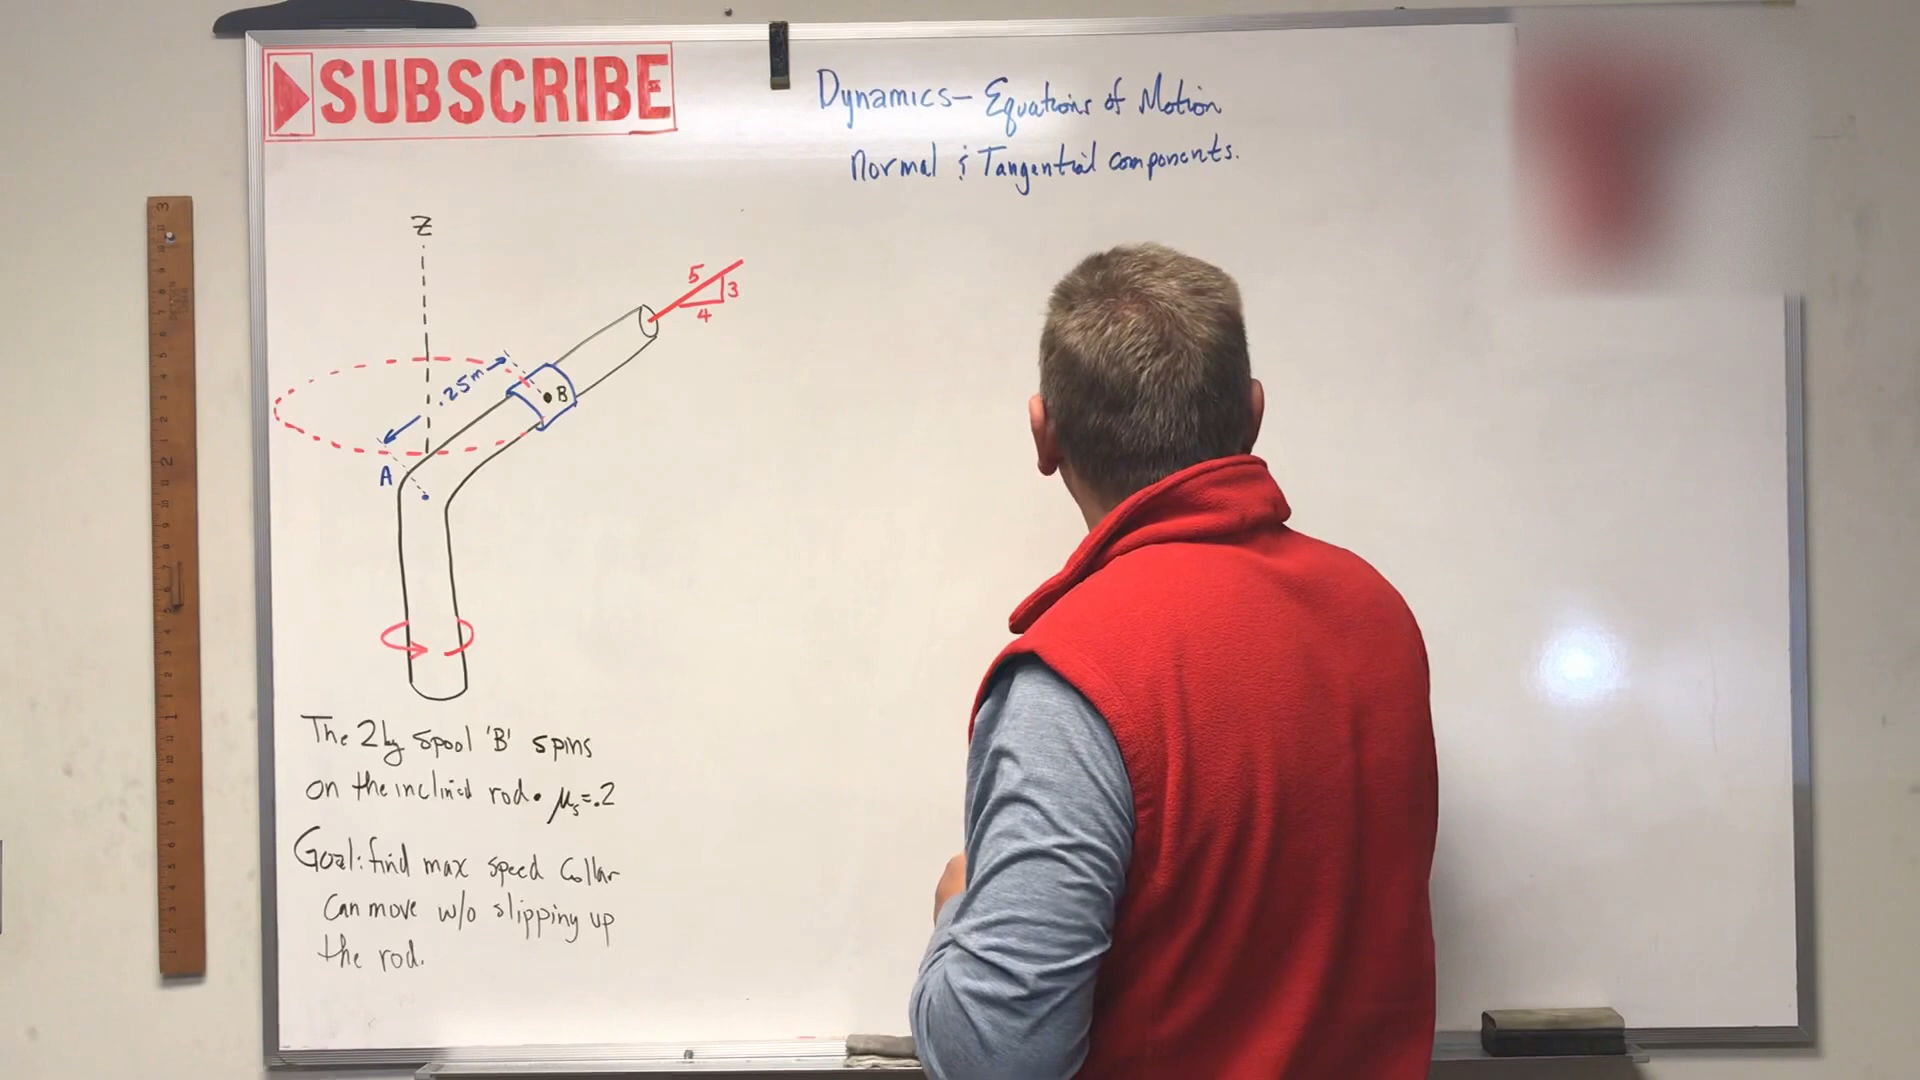 SUBSCRIBE
Dynamics- Equations of Motion
Normal & Tangential components.
Z
5
3
4
.25m
B
A
The 2kg Spool 'B' spins
on the inclined rod. μs=.2
Goal: find max speed Collar
Can move w/o slipping up
the rod.